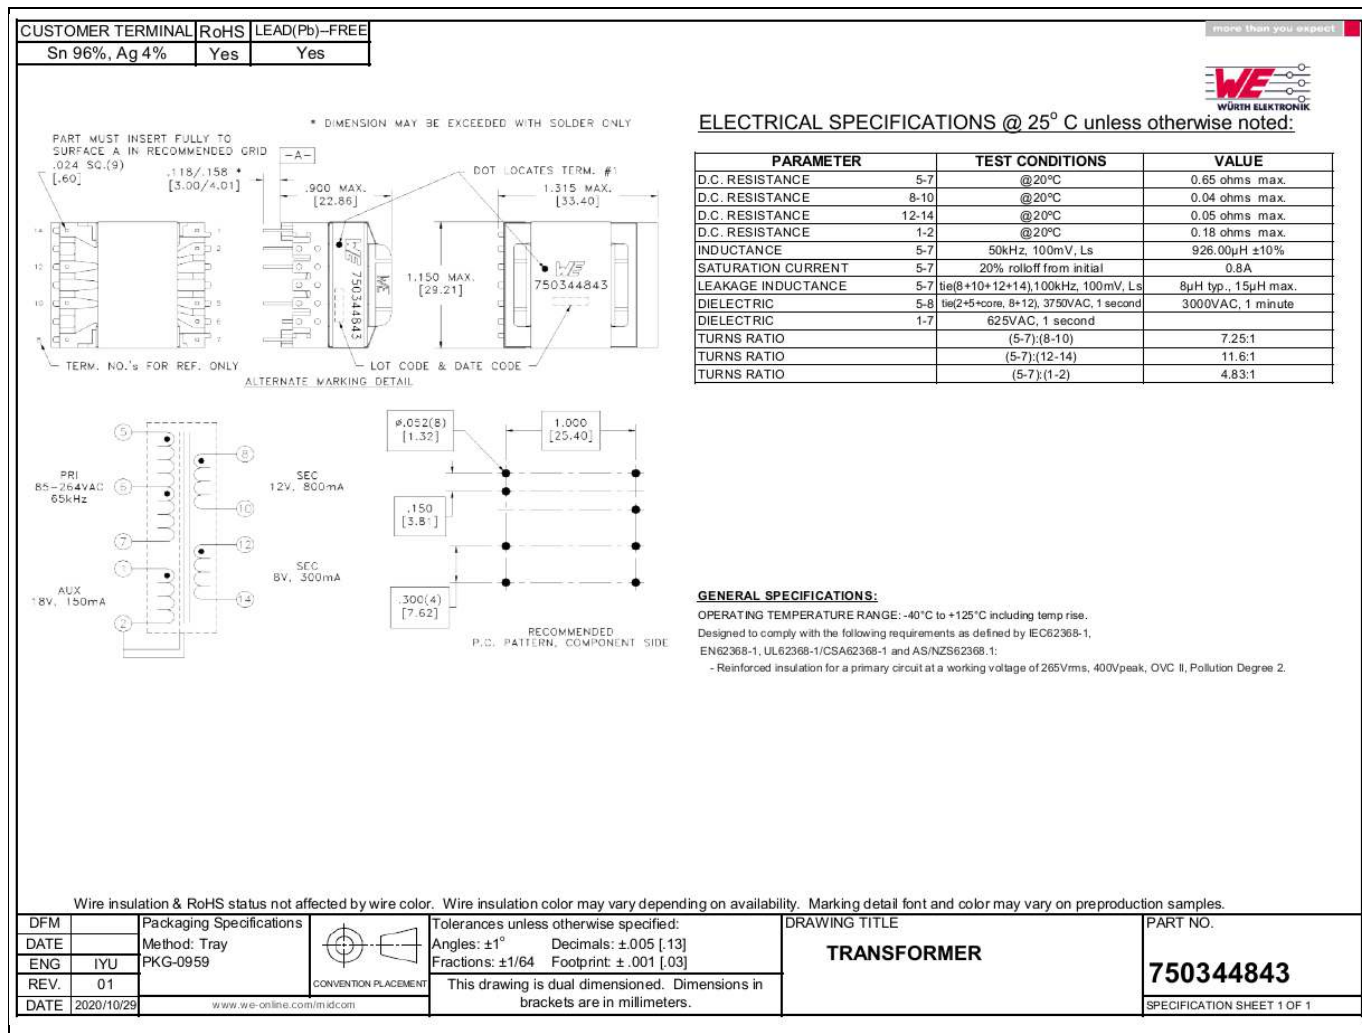 CUSTOMER TERMINAL RoHS LEAD(Pb)--FREE
Sn 96%, Ag 4% Yes Yes
more than you expect
WE
WÜRTH ELEKTRONIK
* DIMENSION MAY BE EXCEEDED WITH SOLDER ONLY
PART MUST INSERT FULLY TO
SURFACE A IN RECOMMENDED GRID
.024 SQ.(9)
[.60]
.118/.158 *
[3.00/4.01]
-A-
.900 MAX.
[22.86]
DOT LOCATES TERM. #1
1.315 MAX.
[33.40]
14
12
10
8
1
2
5
6
7
1.150 MAX.
[29.21]
WE 750344843
WE
WE
750344843
TERM. NO.'s FOR REF. ONLY
LOT CODE & DATE CODE
ALTERNATE MARKING DETAIL
ELECTRICAL SPECIFICATIONS @ 25° C unless otherwise noted:
PARAMETER TEST CONDITIONS VALUE
D.C. RESISTANCE 5-7 @20ºC 0.65 ohms max.
D.C. RESISTANCE 8-10 @20ºC 0.04 ohms max.
D.C. RESISTANCE 12-14 @20ºC 0.05 ohms max.
D.C. RESISTANCE 1-2 @20ºC 0.18 ohms max.
INDUCTANCE 5-7 50kHz, 100mV, Ls 926.00µH ±10%
SATURATION CURRENT 5-7 20% rolloff from initial 0.8A
LEAKAGE INDUCTANCE 5-7 tie(8+10+12+14),100kHz, 100mV, Ls 8µH typ., 15µH max.
DIELECTRIC 5-8 tie(2+5+core, 8+12), 3750VAC, 1 second 3000VAC, 1 minute
DIELECTRIC 1-7 625VAC, 1 second
TURNS RATIO (5-7):(8-10) 7.25:1
TURNS RATIO (5-7):(12-14) 11.6:1
TURNS RATIO (5-7):(1-2) 4.83:1
5
PRI
85-264VAC
65kHz
6
7
1
AUX
18V, 150mA
2
8
SEC
12V, 800mA
10
12
SEC
8V, 300mA
14
ø.052(8)
[1.32]
1.000
[25.40]
.150
[3.81]
.300(4)
[7.62]
RECOMMENDED
P.C. PATTERN, COMPONENT SIDE
GENERAL SPECIFICATIONS:
OPERATING TEMPERATURE RANGE: -40°C to +125°C including temp rise.
Designed to comply with the following requirements as defined by IEC62368-1,
EN62368-1, UL62368-1/CSA62368-1 and AS/NZS62368.1:
- Reinforced insulation for a primary circuit at a working voltage of 265Vrms, 400Vpeak, OVC II, Pollution Degree 2.
Wire insulation & RoHS status not affected by wire color. Wire insulation color may vary depending on availability. Marking detail font and color may vary on preproduction samples.
DFM
DATE
ENG IYU
REV. 01
DATE 2020/10/29
Packaging Specifications
Method: Tray
PKG-0959
www.we-online.com/midcom
CONVENTION PLACEMENT
Tolerances unless otherwise specified:
Angles: ±1° Decimals: ±.005 [.13]
Fractions: ±1/64 Footprint: ± .001 [.03]
This drawing is dual dimensioned. Dimensions in
brackets are in millimeters.
DRAWING TITLE
TRANSFORMER
PART NO.
750344843
SPECIFICATION SHEET 1 OF 1